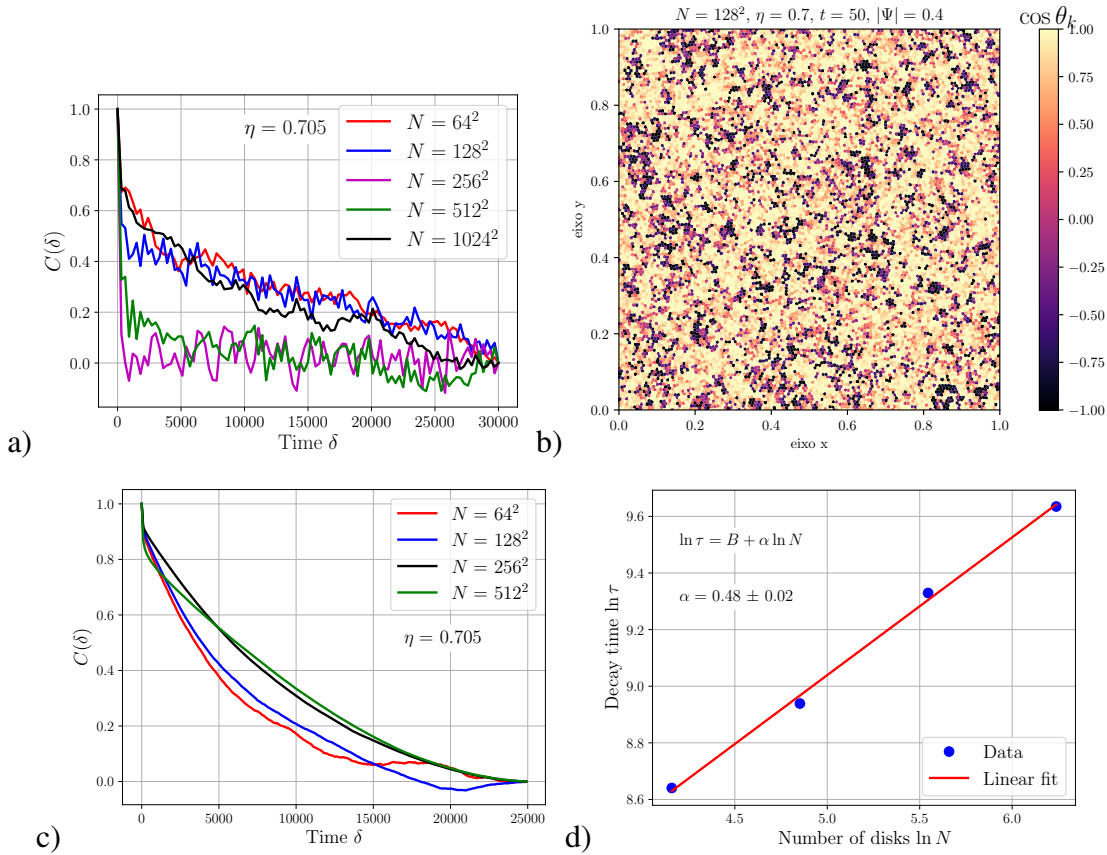 η = 0.705
N = 64²
N = 128²
N = 256²
N = 512²
N = 1024²
C(δ)
1.0
0.8
0.6
0.4
0.2
0.0
0 5000 10000 15000 20000 25000 30000
Time δ
a)
N = 128², η = 0.7, t = 50, |Ψ| = 0.4
cos θₖ
eixo y
1.0
0.8
0.6
0.4
0.2
0.0
0.0 0.2 0.4 0.6 0.8 1.0
eixo x
1.00
0.75
0.50
0.25
0.00
−0.25
−0.50
−0.75
−1.00
b)
N = 64²
N = 128²
N = 256²
N = 512²
η = 0.705
C(δ)
1.0
0.8
0.6
0.4
0.2
0.0
0 5000 10000 15000 20000 25000
Time δ
c)
ln τ = B + α ln N
α = 0.48 ± 0.02
Decay time ln τ
9.6
9.4
9.2
9.0
8.8
8.6
Data
Linear fit
4.5 5.0 5.5 6.0
Number of disks ln N
d)